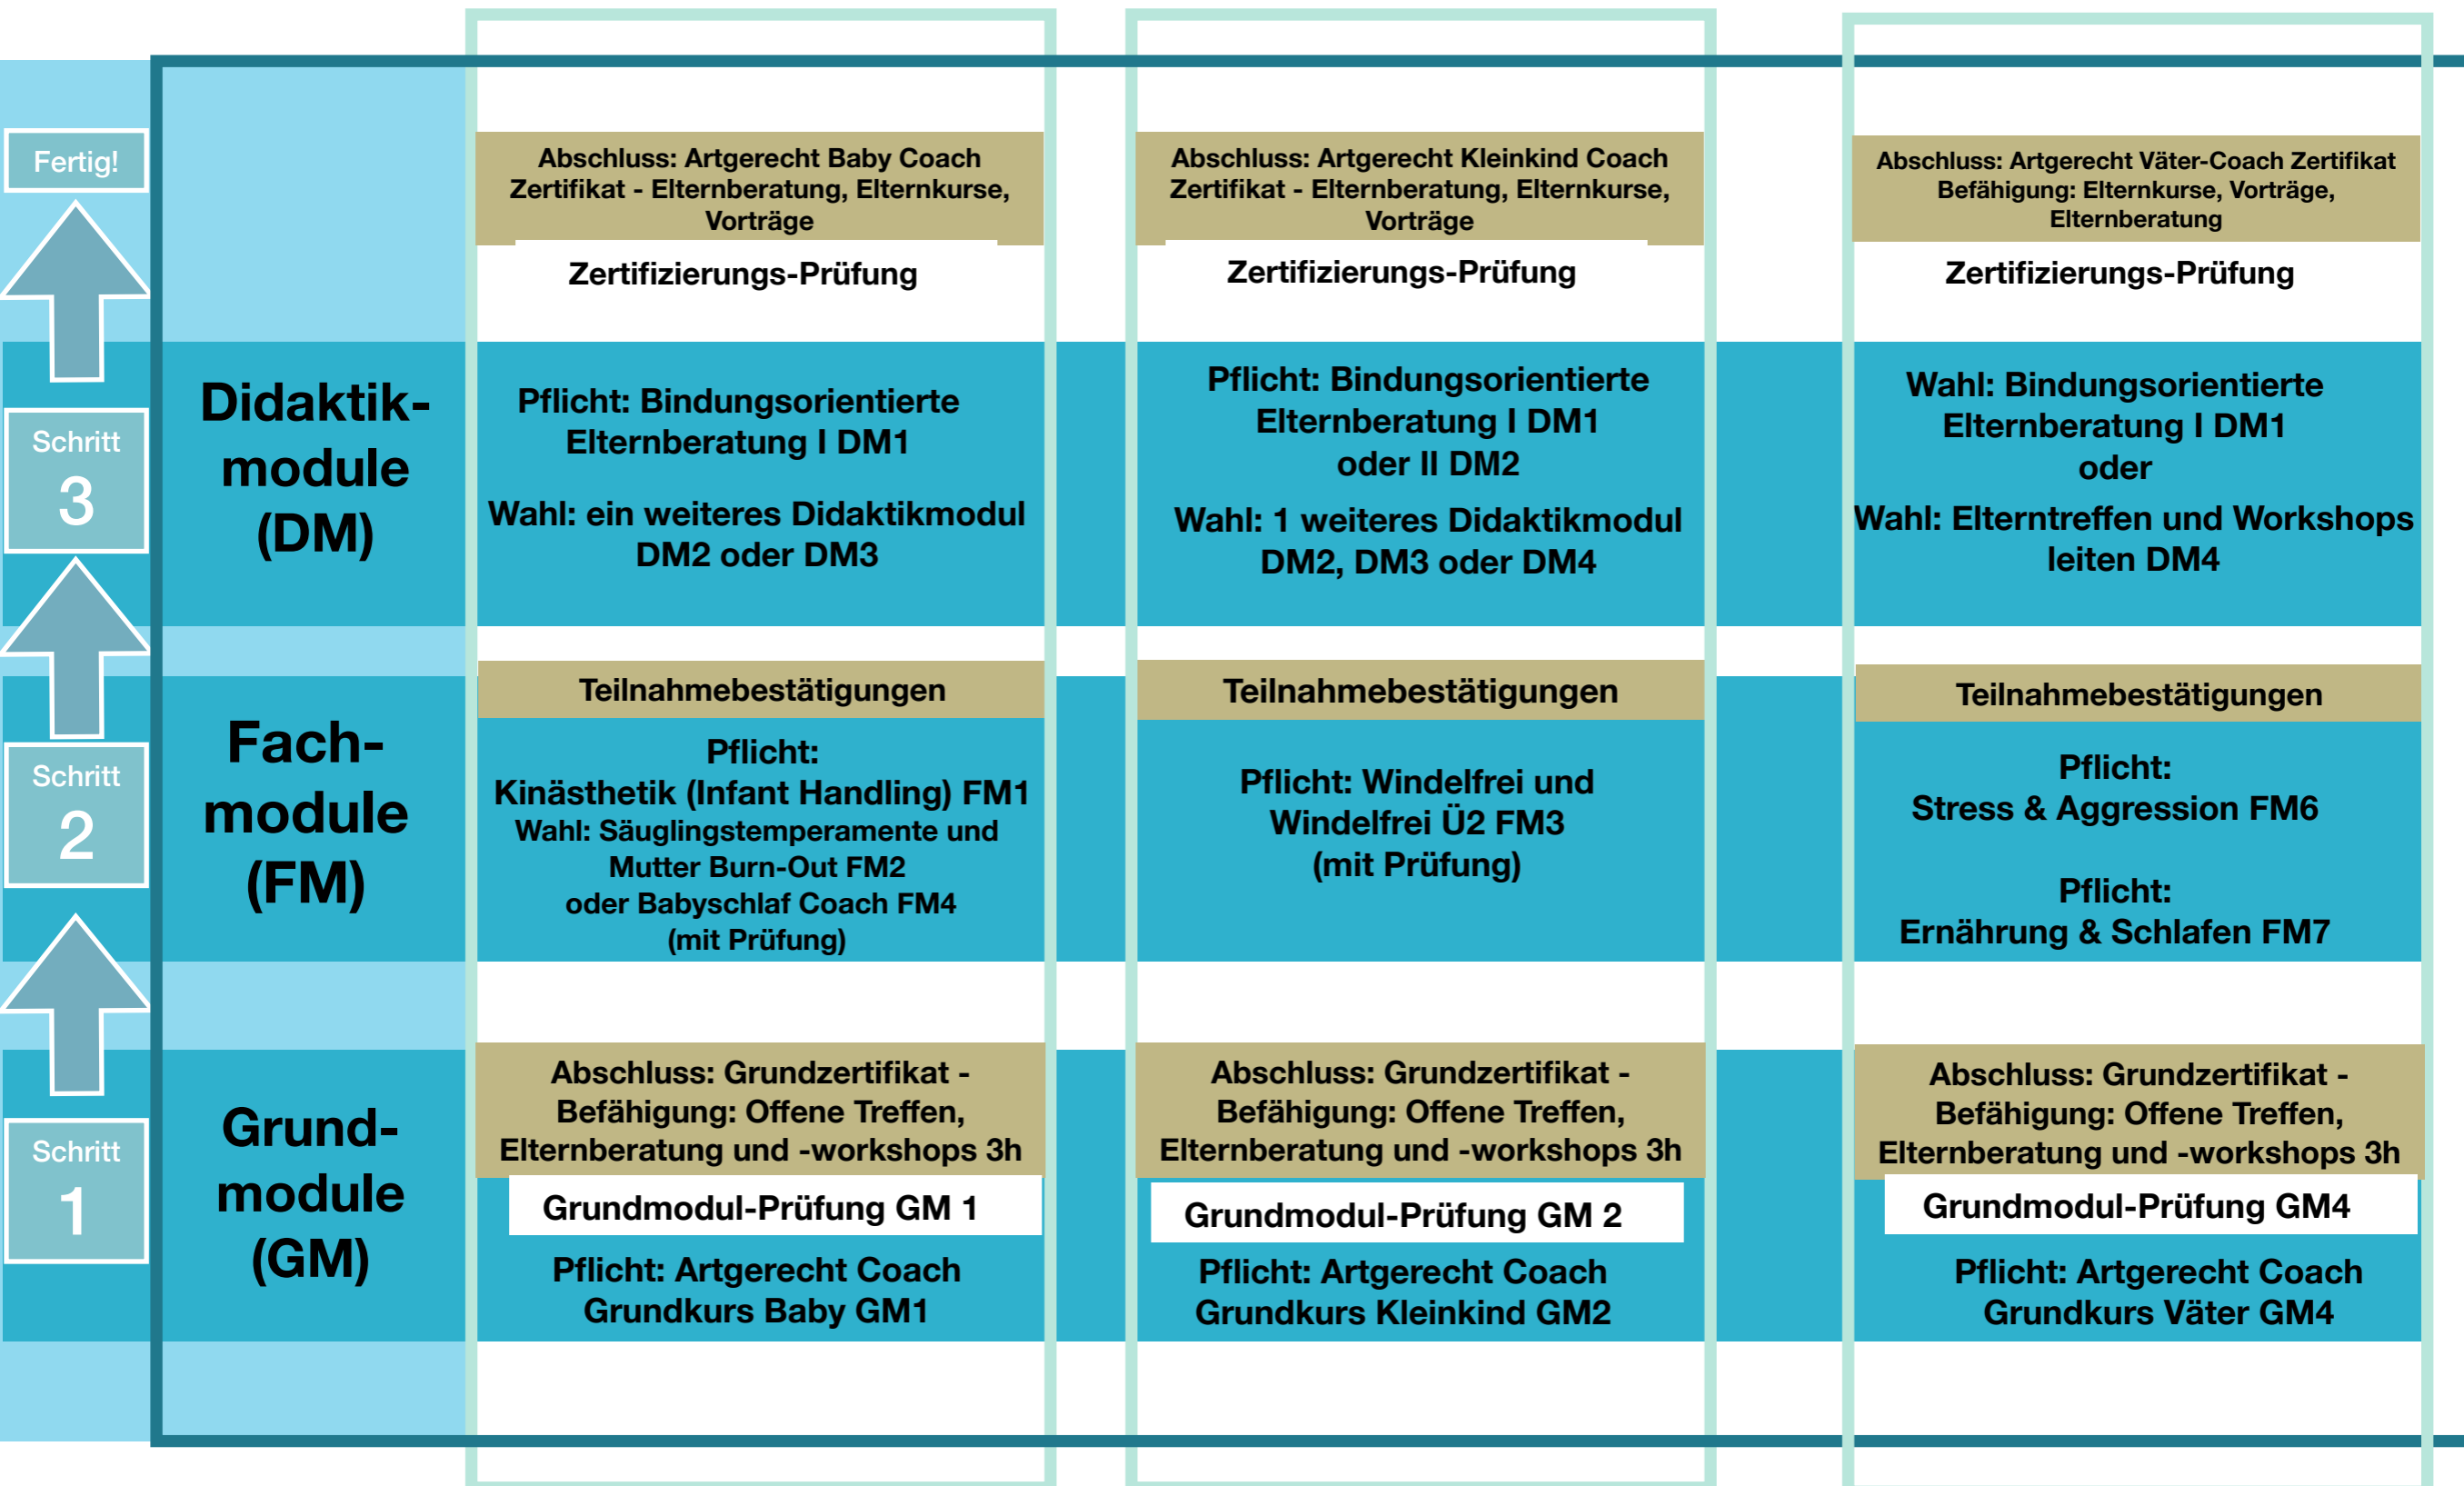 Fertig!
Abschluss: Artgerecht Baby Coach
Zertifikat - Elternberatung, Elternkurse,
Vorträge
Zertifizierungs-Prüfung
Abschluss: Artgerecht Kleinkind Coach
Zertifikat - Elternberatung, Elternkurse,
Vorträge
Zertifizierungs-Prüfung
Abschluss: Artgerecht Väter-Coach Zertifikat
Befähigung: Elternkurse, Vorträge,
Elternberatung
Zertifizierungs-Prüfung
Schritt
3
Didaktik-
module
(DM)
Pflicht: Bindungsorientierte
Elternberatung I DM1
Wahl: ein weiteres Didaktikmodul
DM2 oder DM3
Pflicht: Bindungsorientierte
Elternberatung I DM1
oder II DM2
Wahl: 1 weiteres Didaktikmodul
DM2, DM3 oder DM4
Wahl: Bindungsorientierte
Elternberatung I DM1
oder
Wahl: Elterntreffen und Workshops
leiten DM4
Schritt
2
Fach-
module
(FM)
Teilnahmebestätigungen
Pflicht:
Kinästhetik (Infant Handling) FM1
Wahl: Säuglingstemperamente und
Mutter Burn-Out FM2
oder Babyschlaf Coach FM4
(mit Prüfung)
Teilnahmebestätigungen
Pflicht: Windelfrei und
Windelfrei Ü2 FM3
(mit Prüfung)
Teilnahmebestätigungen
Pflicht:
Stress & Aggression FM6
Pflicht:
Ernährung & Schlafen FM7
Schritt
1
Grund-
module
(GM)
Abschluss: Grundzertifikat -
Befähigung: Offene Treffen,
Elternberatung und -workshops 3h
Grundmodul-Prüfung GM 1
Pflicht: Artgerecht Coach
Grundkurs Baby GM1
Abschluss: Grundzertifikat -
Befähigung: Offene Treffen,
Elternberatung und -workshops 3h
Grundmodul-Prüfung GM 2
Pflicht: Artgerecht Coach
Grundkurs Kleinkind GM2
Abschluss: Grundzertifikat -
Befähigung: Offene Treffen,
Elternberatung und -workshops 3h
Grundmodul-Prüfung GM4
Pflicht: Artgerecht Coach
Grundkurs Väter GM4